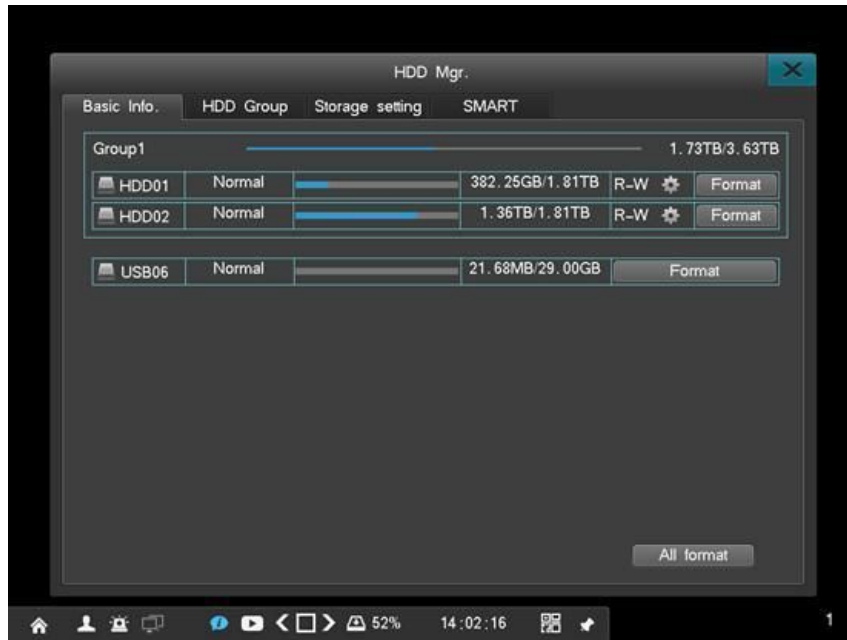 HDD Mgr.
Basic Info. HDD Group Storage setting SMART
Group1 1.73TB/3.63TB
HDD01 Normal 382.25GB/1.81TB R-W Format
HDD02 Normal 1.36TB/1.81TB R-W Format
USB06 Normal 21.68MB/29.00GB Format
All format
52% 14:02:16 1